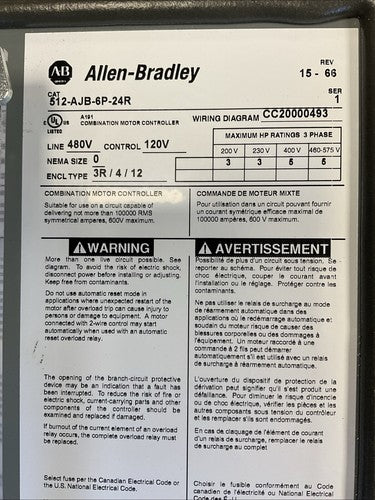 AB Allen-Bradley
REV
15 - 66
CAT
512-AJB-6P-24R
SER
1
UL
LISTED
A191
COMBINATION MOTOR CONTROLLER
WIRING DIAGRAM CC20000493
LINE 480V CONTROL 120V
NEMA SIZE 0
ENCL TYPE 3R / 4 / 12
MAXIMUM HP RATINGS 3 PHASE
200 V 230 V 400 V 460-575 V
3 3 5 5
COMBINATION MOTOR CONTROLLER
Suitable for use on a circuit capable of
delivering not more than 100000 RMS
symmetrical amperes, 600V maximum.
COMMANDE DE MOTEUR MIXTE
Pour utilisation dans un circuit pouvant fournir
un courant symétrique efficace maximal de
100000 amperes, 600 V maximum.
WARNING
More than one live circuit possible. See
diagram. To avoid the risk of electric shock,
disconnect power before installing or adjusting.
Keep free from contaminants.
Do not use automatic reset mode in
applications where unexpected restart of the
motor after overload trip can cause injury to
persons or damage to equipment. A motor
connected with 2-wire control may start
automatically when used with an automatic
reset overload relay.
The opening of the branch-circuit protective
device may be an indication that a fault has
been interrupted. To reduce the risk of fire or
electric shock, current-carrying parts and other
components of the controller should be
examined and replaced if damaged.
If burnout of the current element of an overload
relay occurs, the complete overload relay must
be replaced.
Select fuse per the Canadian Electrical Code or
the U.S. National Electrical Code.
AVERTISSEMENT
Possibilité de plus d'un circuit sous tension. Se
reporter au schéma. Pour éviter tout risque de
choc électrique, couper le courant avant
l'installation ou le réglage. Protéger contre les
contaminants.
Ne pas utiliser le relais de surcharge au mode
de réarmement automatique dans des
applications où le redémarrage automatique et
soudain du moteur risque de causer des
blessures corporelles ou des dommages à
l'équipement. Un moteur raccordé à une
commande à 2 fils peut démarrer
automatiquement s'il est utilisé avec un relais
de surcharge à réarmement automatique.
L'ouverture du dispositif de protection de la
dérivation peut signifier qu'il s'est produit une
défaillance. Pour diminuer le risque d'incendie
ou de choc électrique, vérifier les pièces et les
autres composants sous tension du contrôleur
et les remplacer s'ils sont endommagés.
En cas de claquage de l'élément de courant
d'un relais de surcharge, remplacer le relais
de surcharge au complet.
Choisir le fusible conformément au Code
canadien de l'électricité ou National Electrical